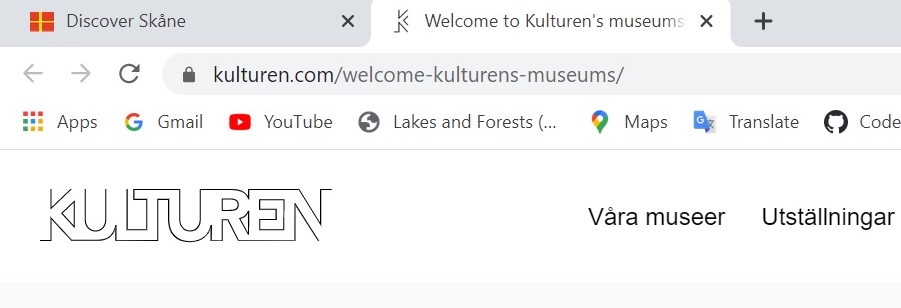 Discover Skåne
Welcome to Kulturen's museums
kulturen.com/welcome-kulturens-museums/
Apps Gmail YouTube Lakes and Forests (... Maps Translate Code
KULTUREN Våra museer Utställningar